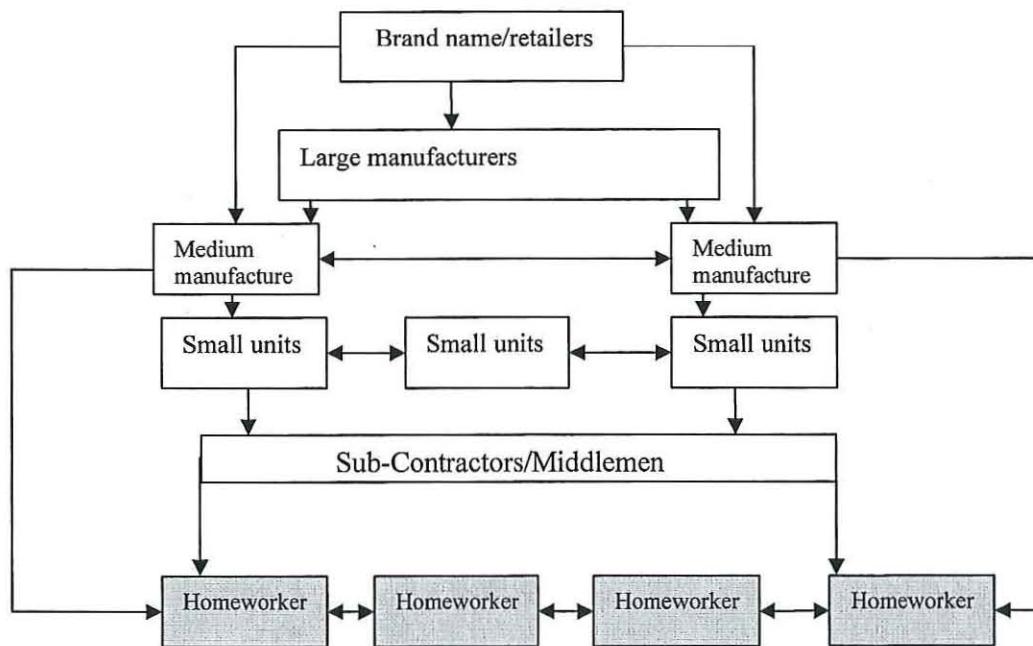 Brand name/retailers
Large manufacturers
Medium
manufacture
Medium
manufacture
Small units
Small units
Small units
Sub-Contractors/Middlemen
Homeworker
Homeworker
Homeworker
Homeworker